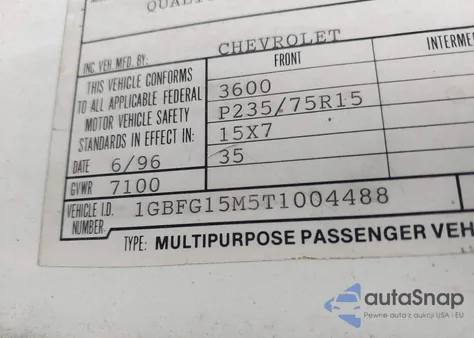 QUALI
INC. VEH. MFD. BY: CHEVROLET
THIS VEHICLE CONFORMS
TO ALL APPLICABLE FEDERAL
MOTOR VEHICLE SAFETY
STANDARDS IN EFFECT IN:
DATE 6/96
GVWR 7100
FRONT
3600
P235/75R15
15X7
35
INTERME
VEHICLE I.D.
NUMBER: 1GBFG15M5T1004488
TYPE: MULTIPURPOSE PASSENGER VEH
autaSnap
Pewne auta z aukcji USA i EU